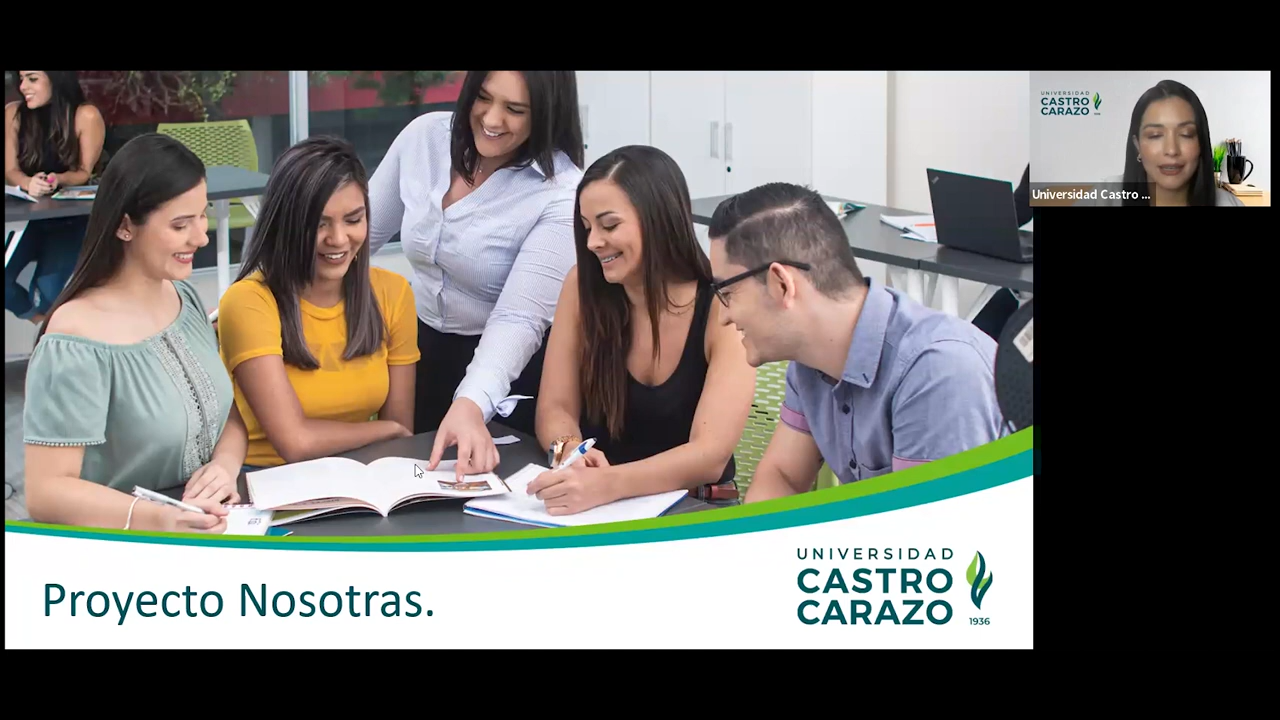 UNIVERSIDAD
CASTRO
CARAZO
Universidad Castro ...
Proyecto Nosotras.
UNIVERSIDAD
CASTRO
CARAZO
1936